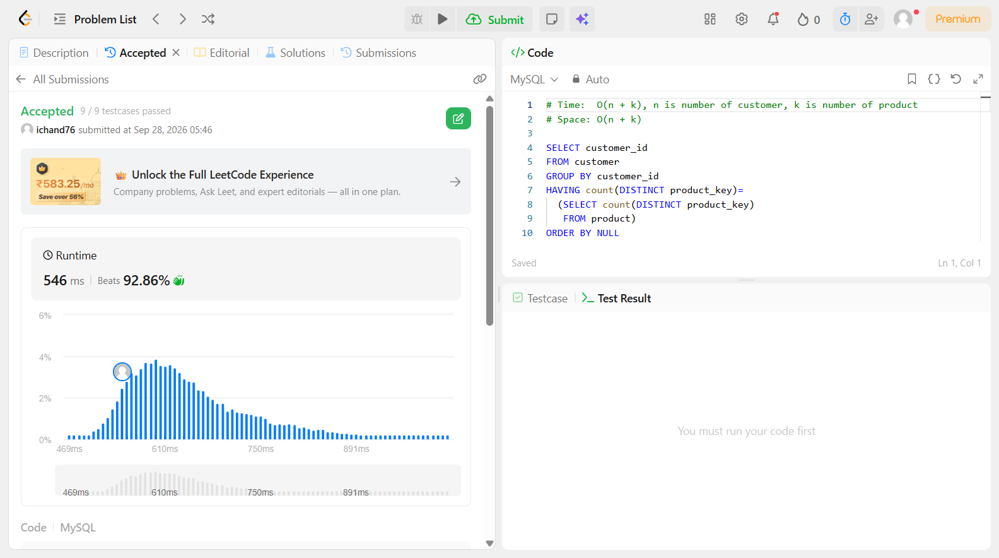 Problem List
Submit
0
Premium
Description
Accepted
Editorial
Solutions
Submissions
All Submissions
Accepted 9 / 9 testcases passed
ichand76 submitted at Sep 28, 2026 05:46
₹583.25/mo
Save over 56%
Unlock the Full LeetCode Experience
Company problems, Ask Leet, and expert editorials — all in one plan.
Runtime
546 ms Beats 92.86%
6%
4%
2%
0%
469ms 610ms 750ms 891ms
469ms 610ms 750ms 891ms
Code MySQL
</> Code
MySQL Auto
1 # Time:  O(n + k), n is number of customer, k is number of product
2 # Space: O(n + k)
3
4 SELECT customer_id
5 FROM customer
6 GROUP BY customer_id
7 HAVING count(DISTINCT product_key)=
8   (SELECT count(DISTINCT product_key)
9    FROM product)
10 ORDER BY NULL
Saved Ln 1, Col 1
Testcase
Test Result
You must run your code first